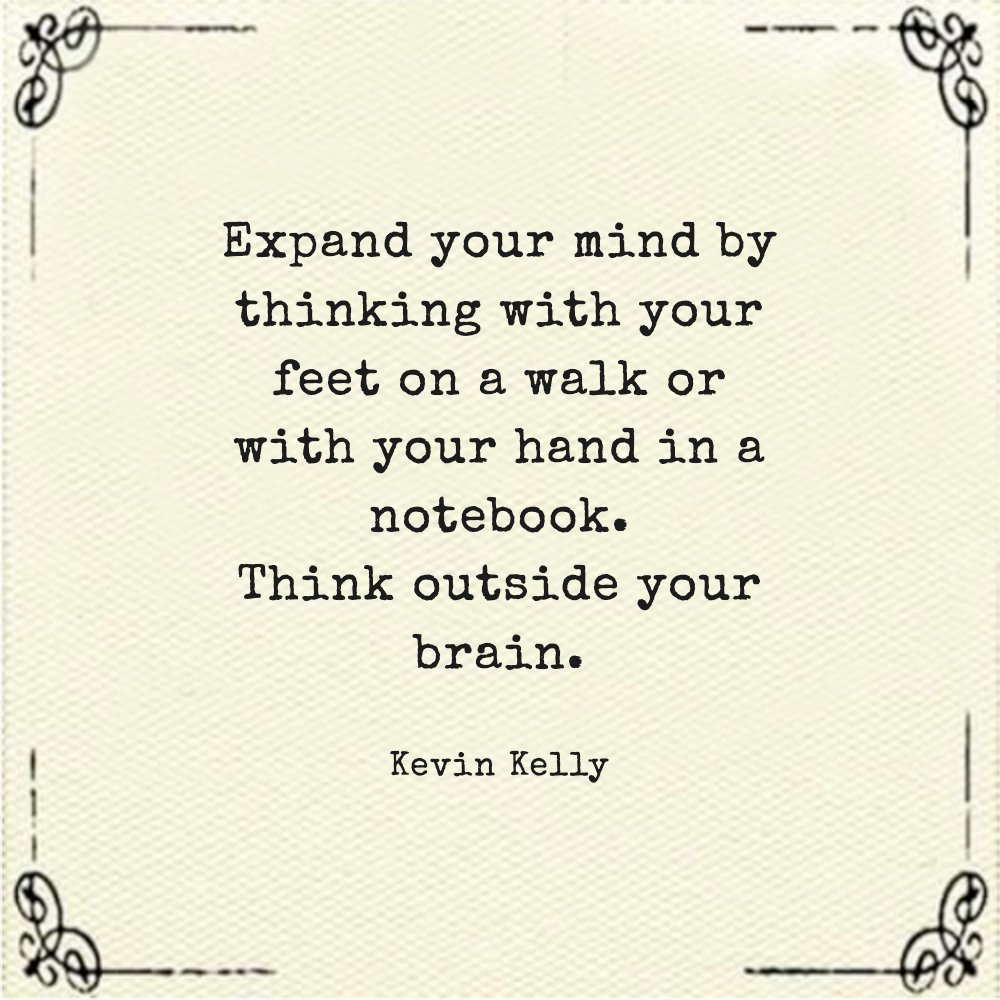 Expand your mind by
thinking with your
feet on a walk or
with your hand in a
notebook.
Think outside your
brain.
Kevin Kelly